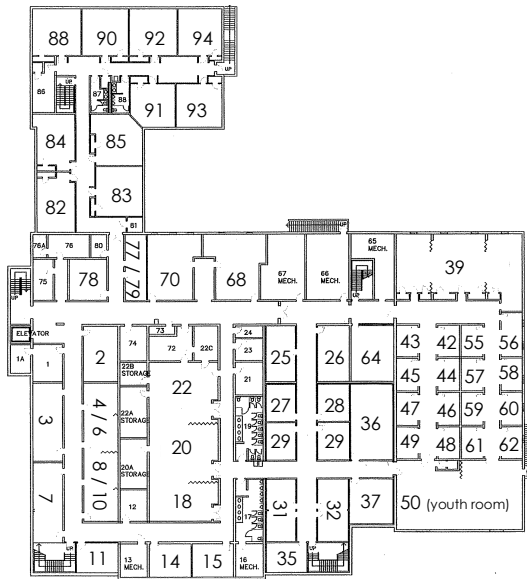 88 90 92 94
UP
86 UP 87 88
91 93
84 85
83
82
81
76A 76 80 77 / 79
65 MECH.
75 78 70 68 67 MECH. 66 MECH. 39
UP UP
ELEVATOR
1A 1 2 74 73 72 22C 24 23 25 26 64 43 42 55 56
22B STORAGE 22 21 45 44 57 58
3 4 / 6 22A STORAGE 27 28 36 47 46 59 60
19
20 29 29 49 48 61 62
20A STORAGE
7 8 / 10 12 18 17 31 32 37 50 (youth room)
UP 11 13 MECH. 14 15 16 MECH. 35 UP